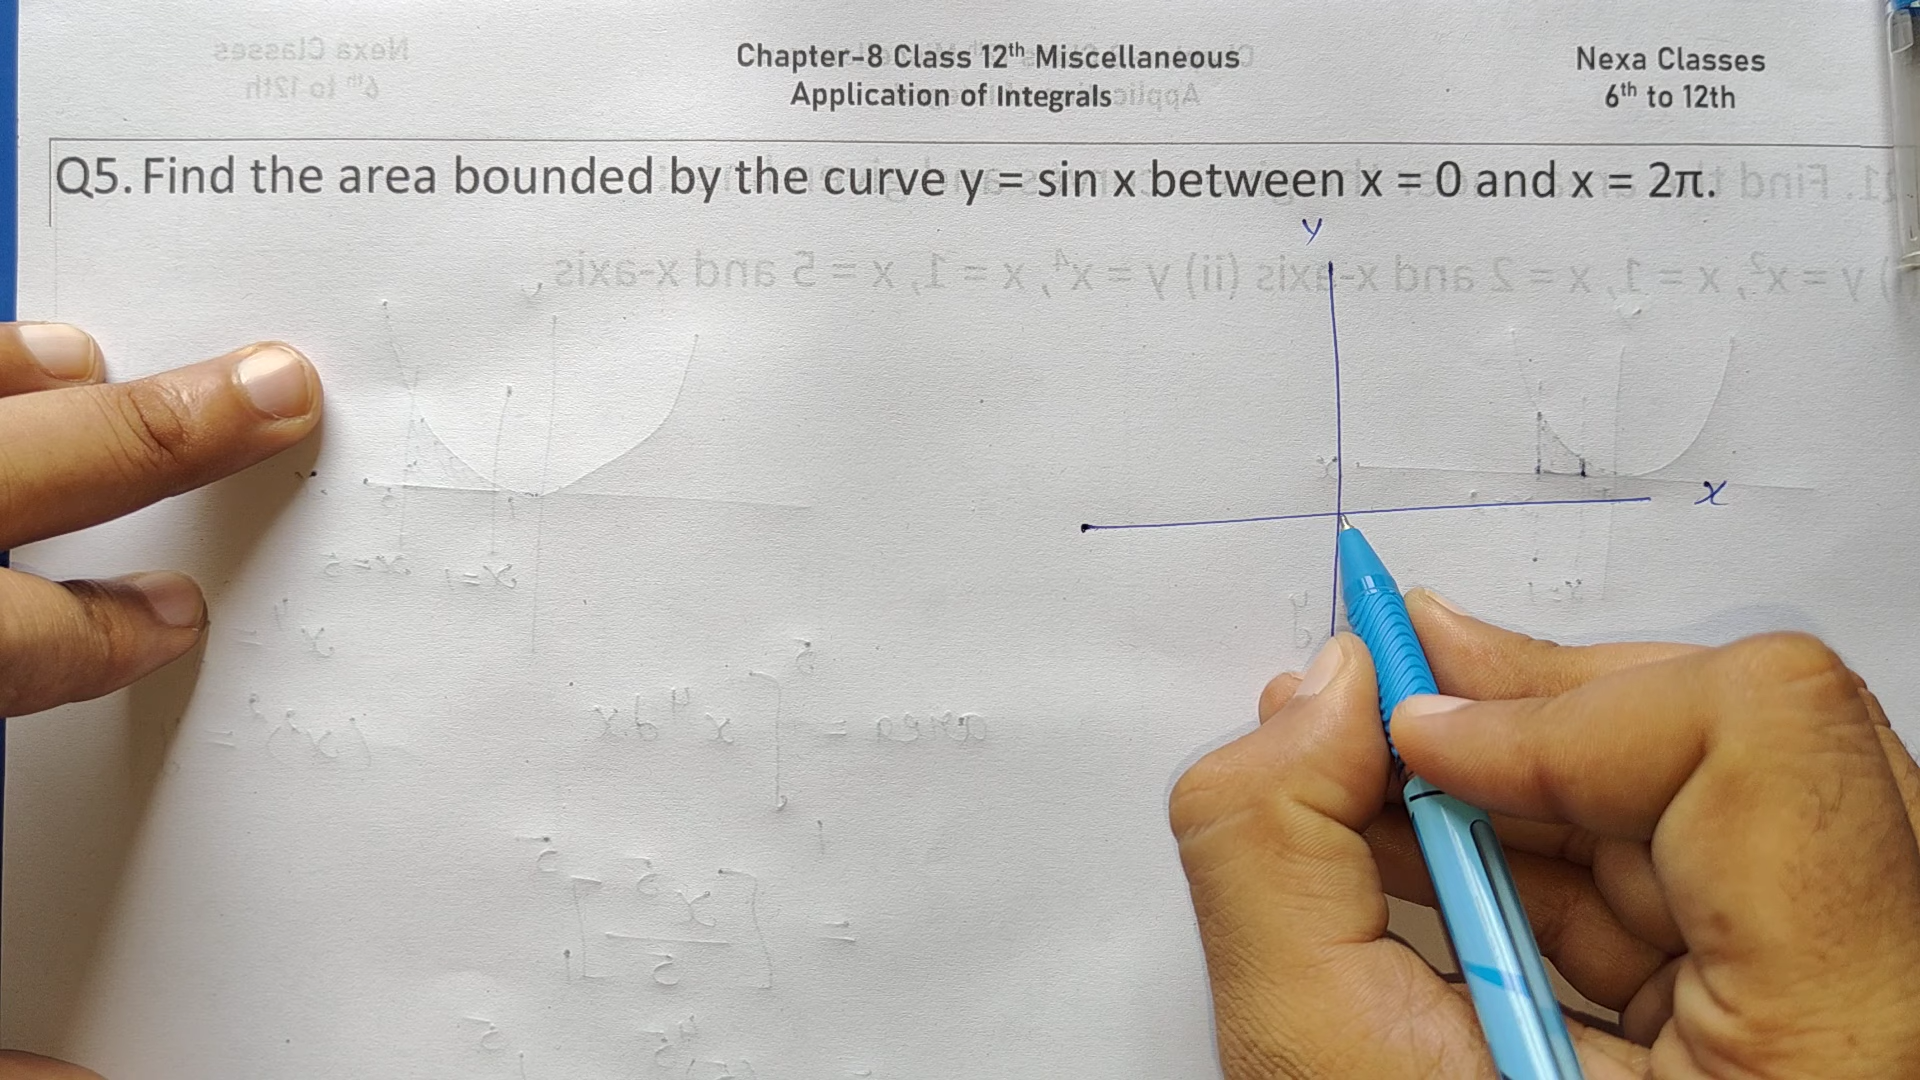 Chapter-8 Class 12th Miscellaneous
Application of Integrals
Nexa Classes
6th to 12th
Q5. Find the area bounded by the curve y = sin x between x = 0 and x = 2π.
y
x